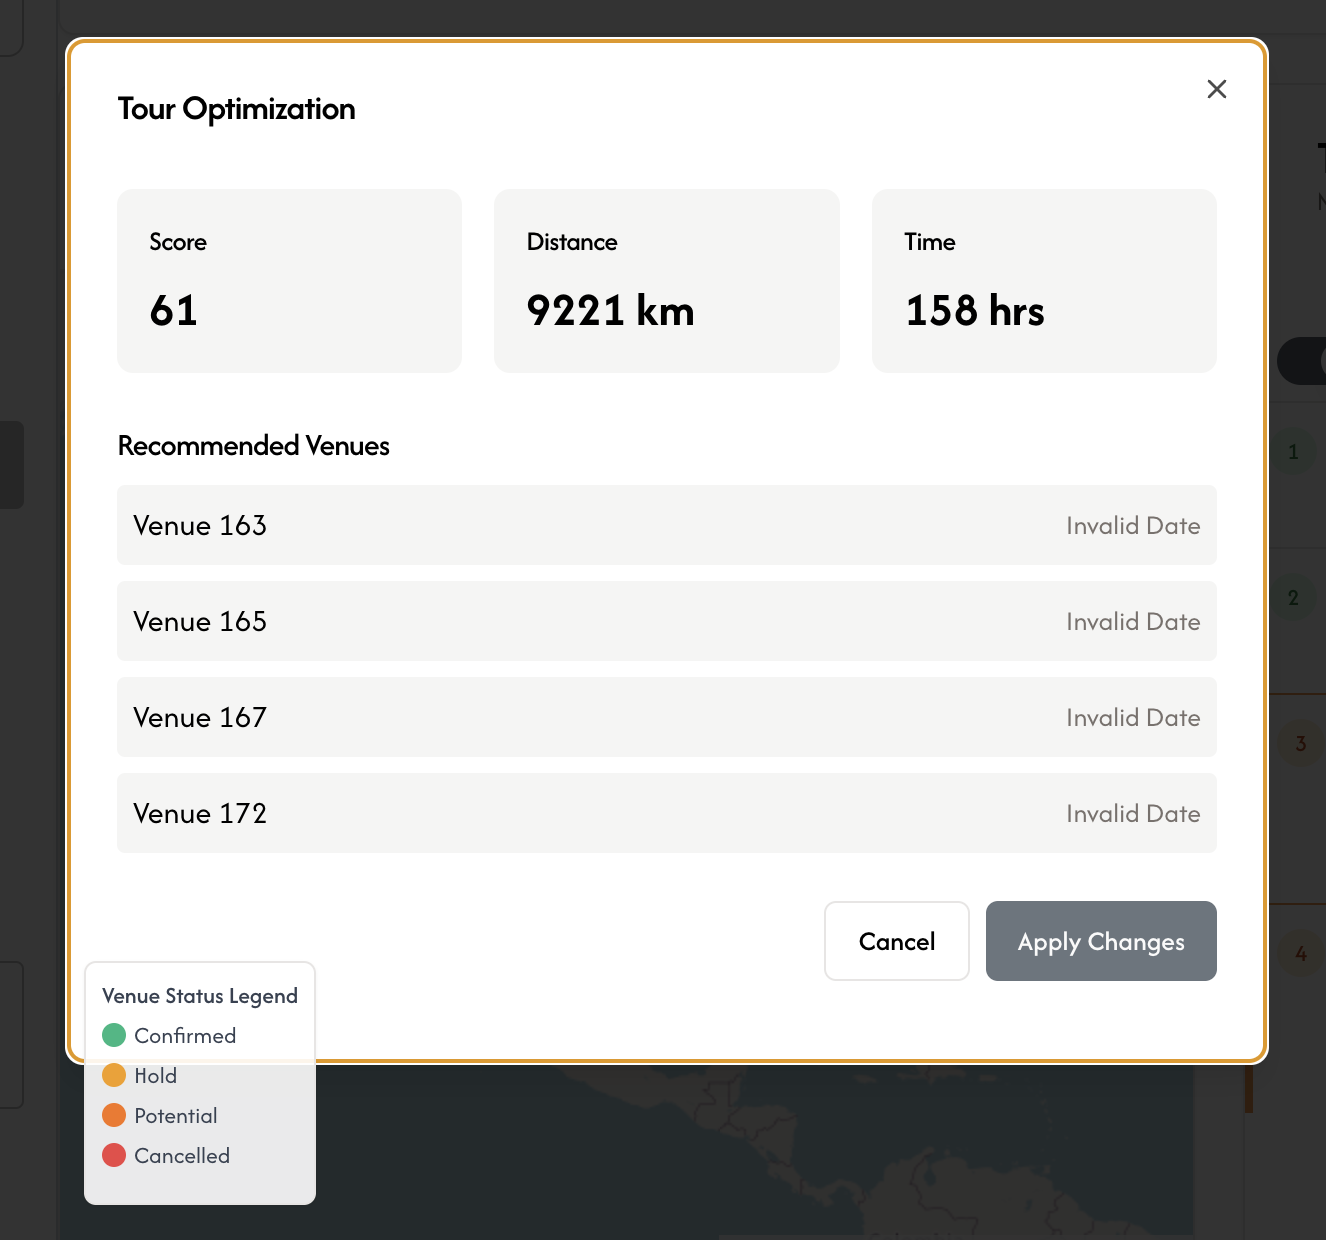 Tour Optimization
Score
61
Distance
9221 km
Time
158 hrs
Recommended Venues
Venue 163 Invalid Date
Venue 165 Invalid Date
Venue 167 Invalid Date
Venue 172 Invalid Date
Cancel
Apply Changes
Venue Status Legend
Confirmed
Hold
Potential
Cancelled
1
2
3
4